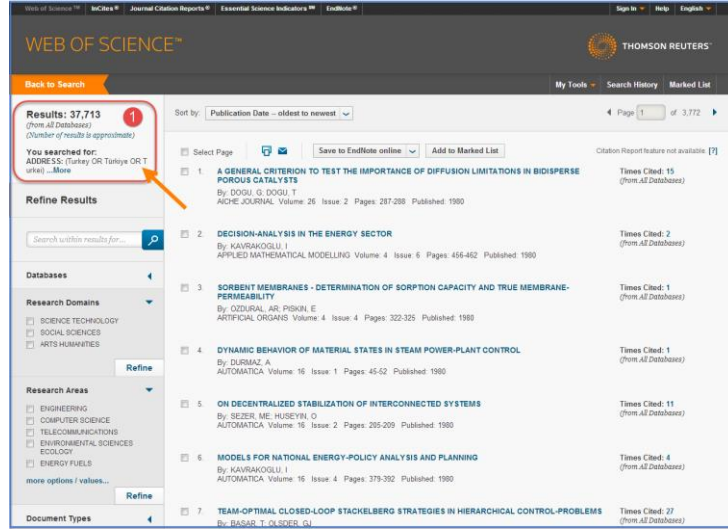 Web of Science™ InCites® Journal Citation Reports® Essential Science Indicators℠ EndNote® Sign In Help English
WEB OF SCIENCE™
THOMSON REUTERS™
Back to Search My Tools Search History Marked List
Results: 37,713
(from All Databases)
(Number of results is approximate)
You searched for:
ADDRESS: (Turkey OR Türkiye OR T
urkei) ...More
1
Refine Results
Search within results for...
Databases
Research Domains
SCIENCE TECHNOLOGY
SOCIAL SCIENCES
ARTS HUMANITIES
Refine
Research Areas
ENGINEERING
COMPUTER SCIENCE
TELECOMMUNICATIONS
ENVIRONMENTAL SCIENCES
ECOLOGY
ENERGY FUELS
more options / values...
Refine
Document Types
Sort by: Publication Date -- oldest to newest
Page 1 of 3,772
Select Page Save to EndNote online Add to Marked List
Citation Report feature not available. [?]
1. A GENERAL CRITERION TO TEST THE IMPORTANCE OF DIFFUSION LIMITATIONS IN BIDISPERSE
POROUS CATALYSTS
By: DOGU, G; DOGU, T
AICHE JOURNAL Volume: 26 Issue: 2 Pages: 287-288 Published: 1980
Times Cited: 15
(from All Databases)
2. DECISION-ANALYSIS IN THE ENERGY SECTOR
By: KAVRAKOGLU, I
APPLIED MATHEMATICAL MODELLING Volume: 4 Issue: 6 Pages: 456-462 Published: 1980
Times Cited: 2
(from All Databases)
3. SORBENT MEMBRANES - DETERMINATION OF SORPTION CAPACITY AND TRUE MEMBRANE-
PERMEABILITY
By: OZDURAL, AR; PISKIN, E
ARTIFICIAL ORGANS Volume: 4 Issue: 4 Pages: 322-325 Published: 1980
Times Cited: 1
(from All Databases)
4. DYNAMIC BEHAVIOR OF MATERIAL STATES IN STEAM POWER-PLANT CONTROL
By: DURMAZ, A
AUTOMATICA Volume: 16 Issue: 1 Pages: 45-52 Published: 1980
Times Cited: 1
(from All Databases)
5. ON DECENTRALIZED STABILIZATION OF INTERCONNECTED SYSTEMS
By: SEZER, ME; HUSEYIN, O
AUTOMATICA Volume: 16 Issue: 2 Pages: 205-209 Published: 1980
Times Cited: 11
(from All Databases)
6. MODELS FOR NATIONAL ENERGY-POLICY ANALYSIS AND PLANNING
By: KAVRAKOGLU, I
AUTOMATICA Volume: 16 Issue: 4 Pages: 379-392 Published: 1980
Times Cited: 4
(from All Databases)
7. TEAM-OPTIMAL CLOSED-LOOP STACKELBERG STRATEGIES IN HIERARCHICAL CONTROL-PROBLEMS
By: BASAR, T; OLSDER, GJ
Times Cited: 27
(from All Databases)